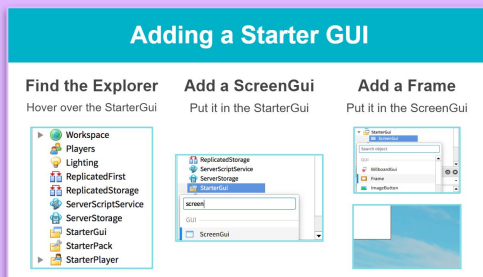 Adding a Starter GUI
Find the Explorer
Hover over the StarterGui
Workspace
Players
Lighting
ReplicatedFirst
ReplicatedStorage
ServerScriptService
ServerStorage
StarterGui
StarterPack
StarterPlayer
Add a ScreenGui
Put it in the StarterGui
ReplicatedStorage
ServerScriptService
ServerStorage
StarterGui
screen
GUI
ScreenGui
Add a Frame
Put it in the ScreenGui
StarterGui
ScreenGui
Search object
GUI
BillboardGui
Frame
ImageButton